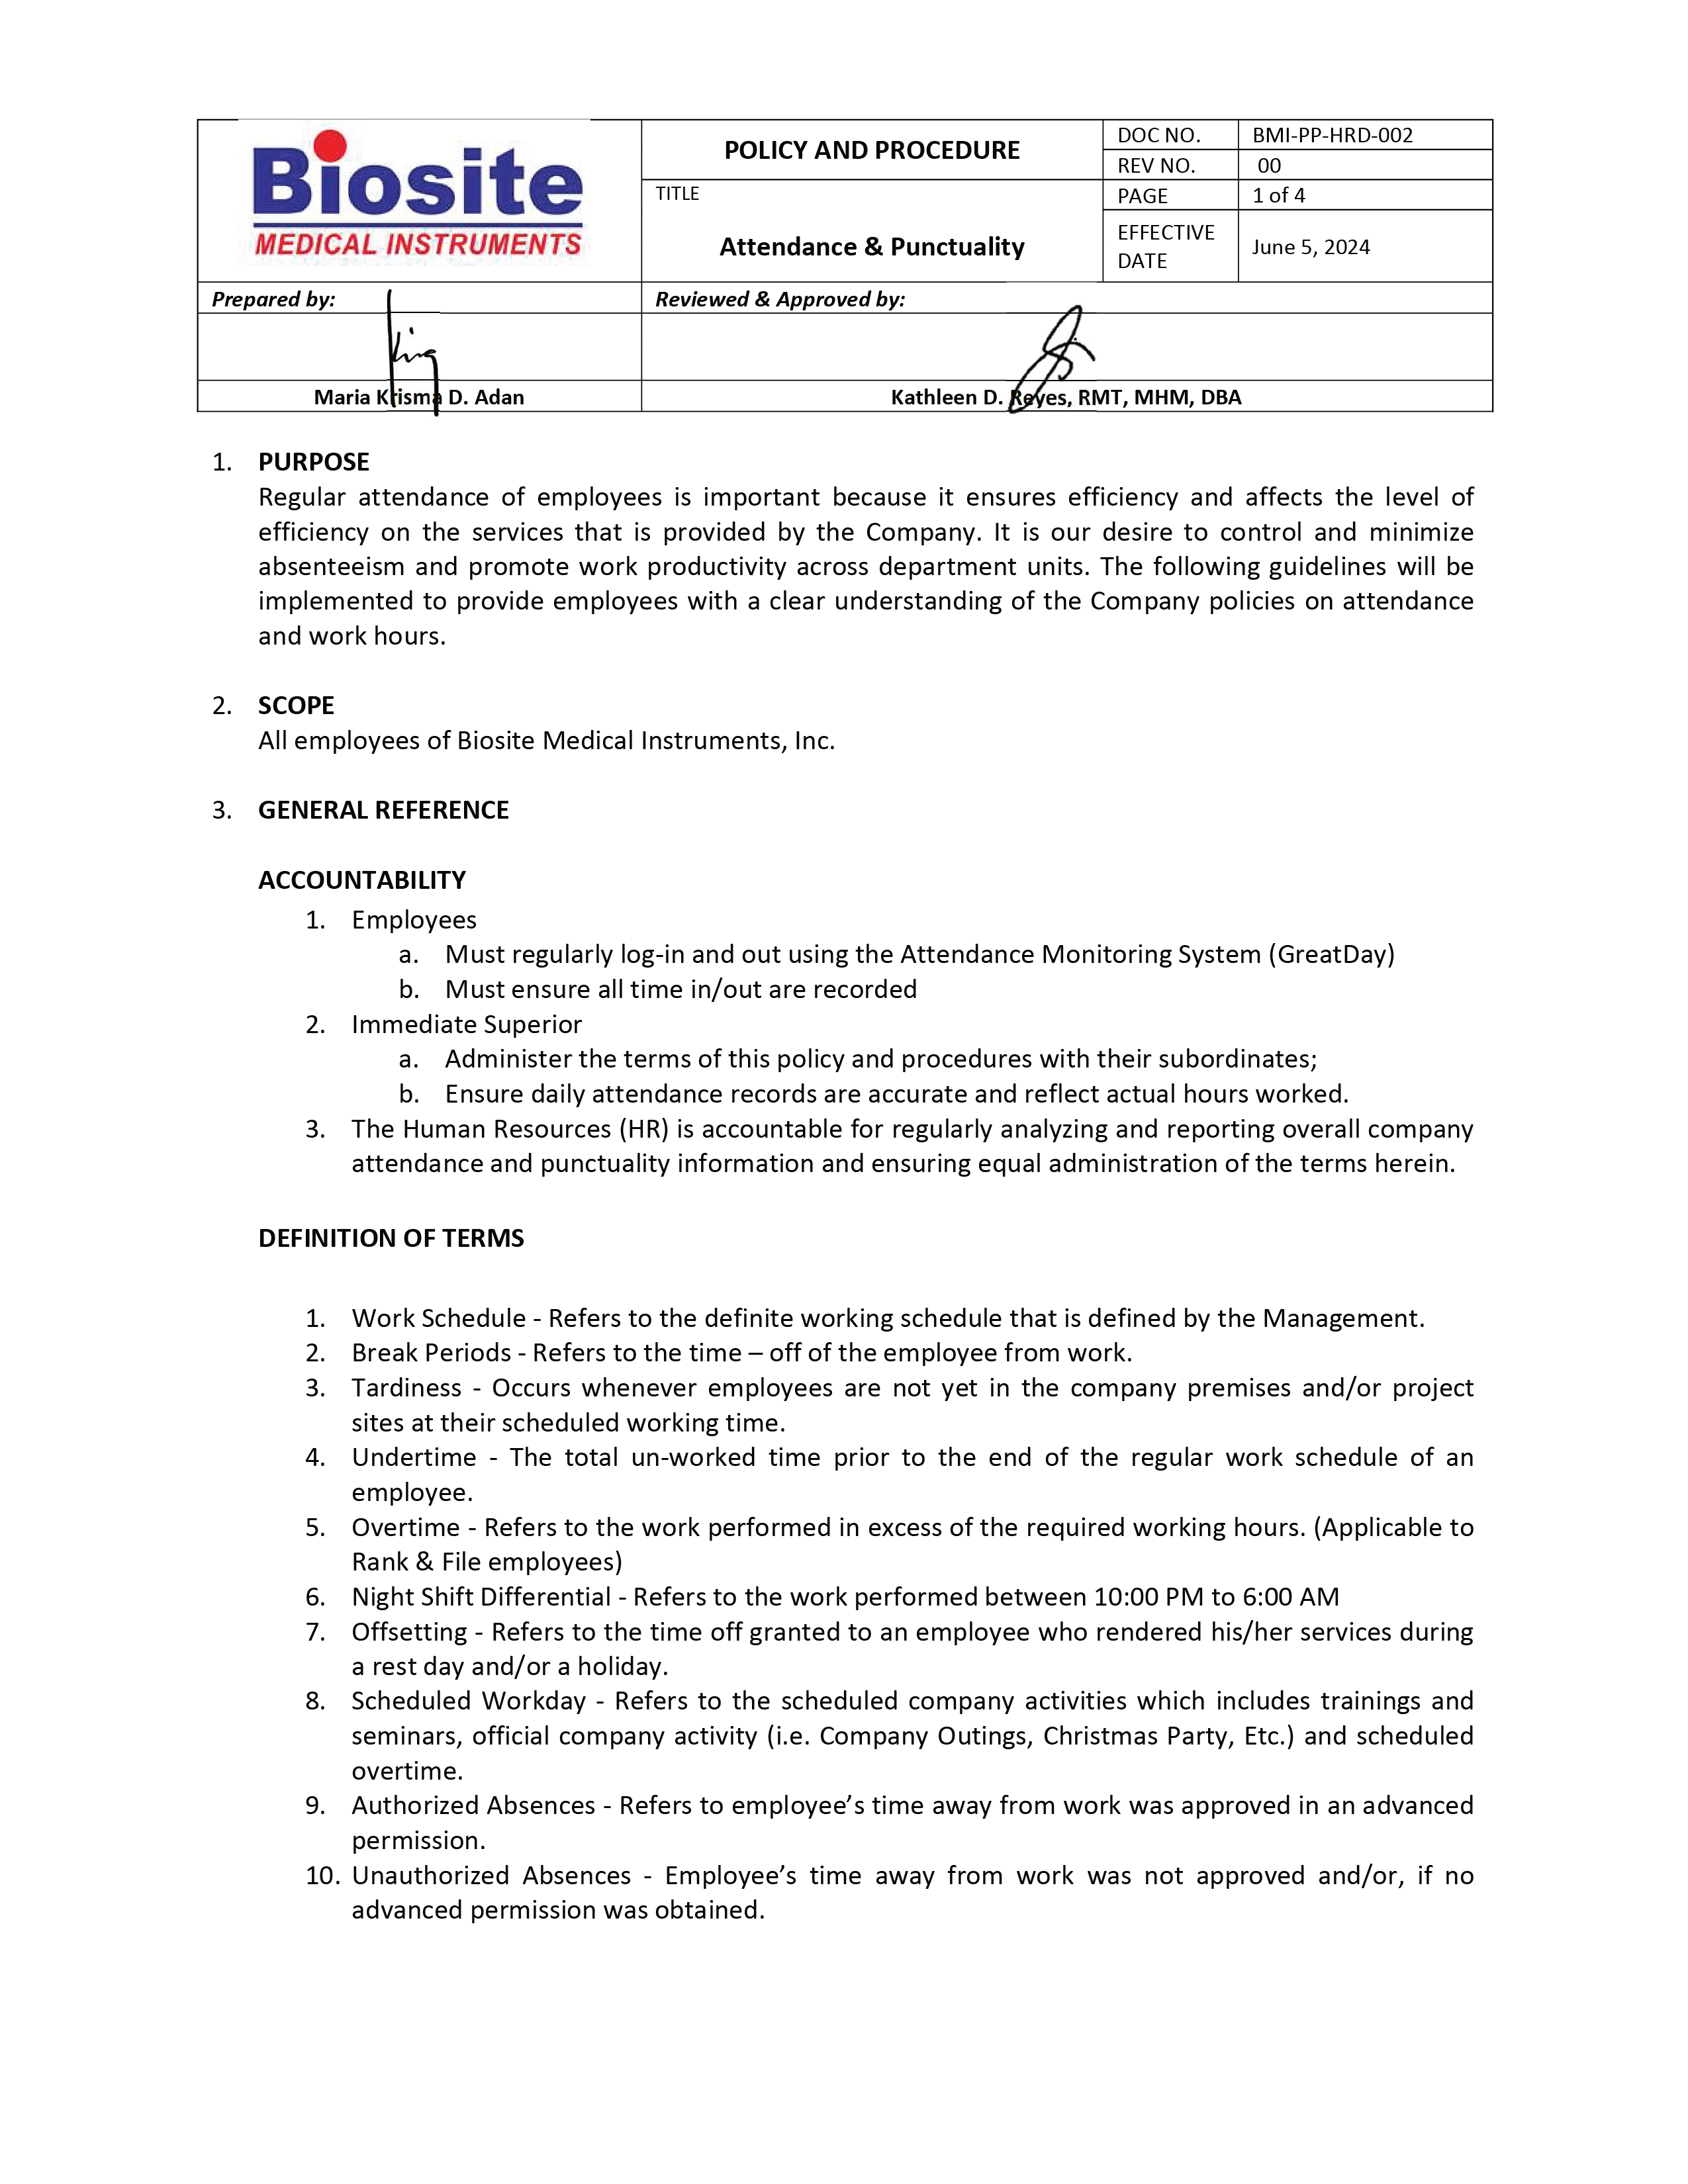 Biosite
MEDICAL INSTRUMENTS
POLICY AND PROCEDURE
DOC NO. BMI-PP-HRD-002
REV NO. 00
TITLE
Attendance & Punctuality
PAGE 1 of 4
EFFECTIVE DATE June 5, 2024
Prepared by:
Reviewed & Approved by:
Maria Krisma D. Adan
Kathleen D. Reyes, RMT, MHM, DBA
1. PURPOSE
Regular attendance of employees is important because it ensures efficiency and affects the level of
efficiency on the services that is provided by the Company. It is our desire to control and minimize
absenteeism and promote work productivity across department units. The following guidelines will be
implemented to provide employees with a clear understanding of the Company policies on attendance
and work hours.
2. SCOPE
All employees of Biosite Medical Instruments, Inc.
3. GENERAL REFERENCE
ACCOUNTABILITY
1. Employees
a. Must regularly log-in and out using the Attendance Monitoring System (GreatDay)
b. Must ensure all time in/out are recorded
2. Immediate Superior
a. Administer the terms of this policy and procedures with their subordinates;
b. Ensure daily attendance records are accurate and reflect actual hours worked.
3. The Human Resources (HR) is accountable for regularly analyzing and reporting overall company
attendance and punctuality information and ensuring equal administration of the terms herein.
DEFINITION OF TERMS
1. Work Schedule - Refers to the definite working schedule that is defined by the Management.
2. Break Periods - Refers to the time – off of the employee from work.
3. Tardiness - Occurs whenever employees are not yet in the company premises and/or project
sites at their scheduled working time.
4. Undertime - The total un-worked time prior to the end of the regular work schedule of an
employee.
5. Overtime - Refers to the work performed in excess of the required working hours. (Applicable to
Rank & File employees)
6. Night Shift Differential - Refers to the work performed between 10:00 PM to 6:00 AM
7. Offsetting - Refers to the time off granted to an employee who rendered his/her services during
a rest day and/or a holiday.
8. Scheduled Workday - Refers to the scheduled company activities which includes trainings and
seminars, official company activity (i.e. Company Outings, Christmas Party, Etc.) and scheduled
overtime.
9. Authorized Absences - Refers to employee’s time away from work was approved in an advanced
permission.
10. Unauthorized Absences - Employee’s time away from work was not approved and/or, if no
advanced permission was obtained.